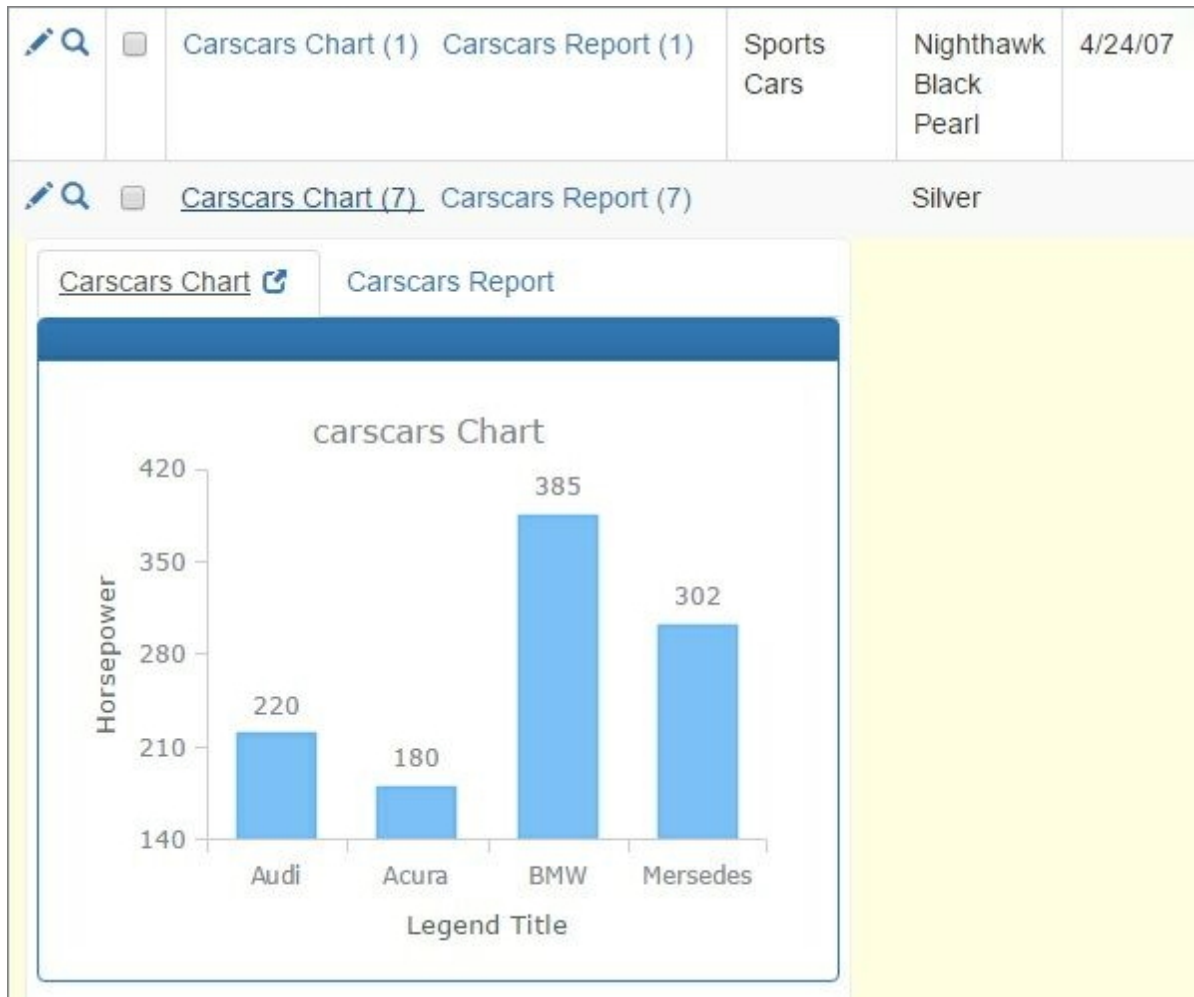 Carscars Chart (1) Carscars Report (1) Sports Cars Nighthawk Black Pearl 4/24/07
Carscars Chart (7) Carscars Report (7) Silver
Carscars Chart Carscars Report
carscars Chart
420
350
280
210
140
Horsepower
220
180
385
302
Audi Acura BMW Mersedes
Legend Title